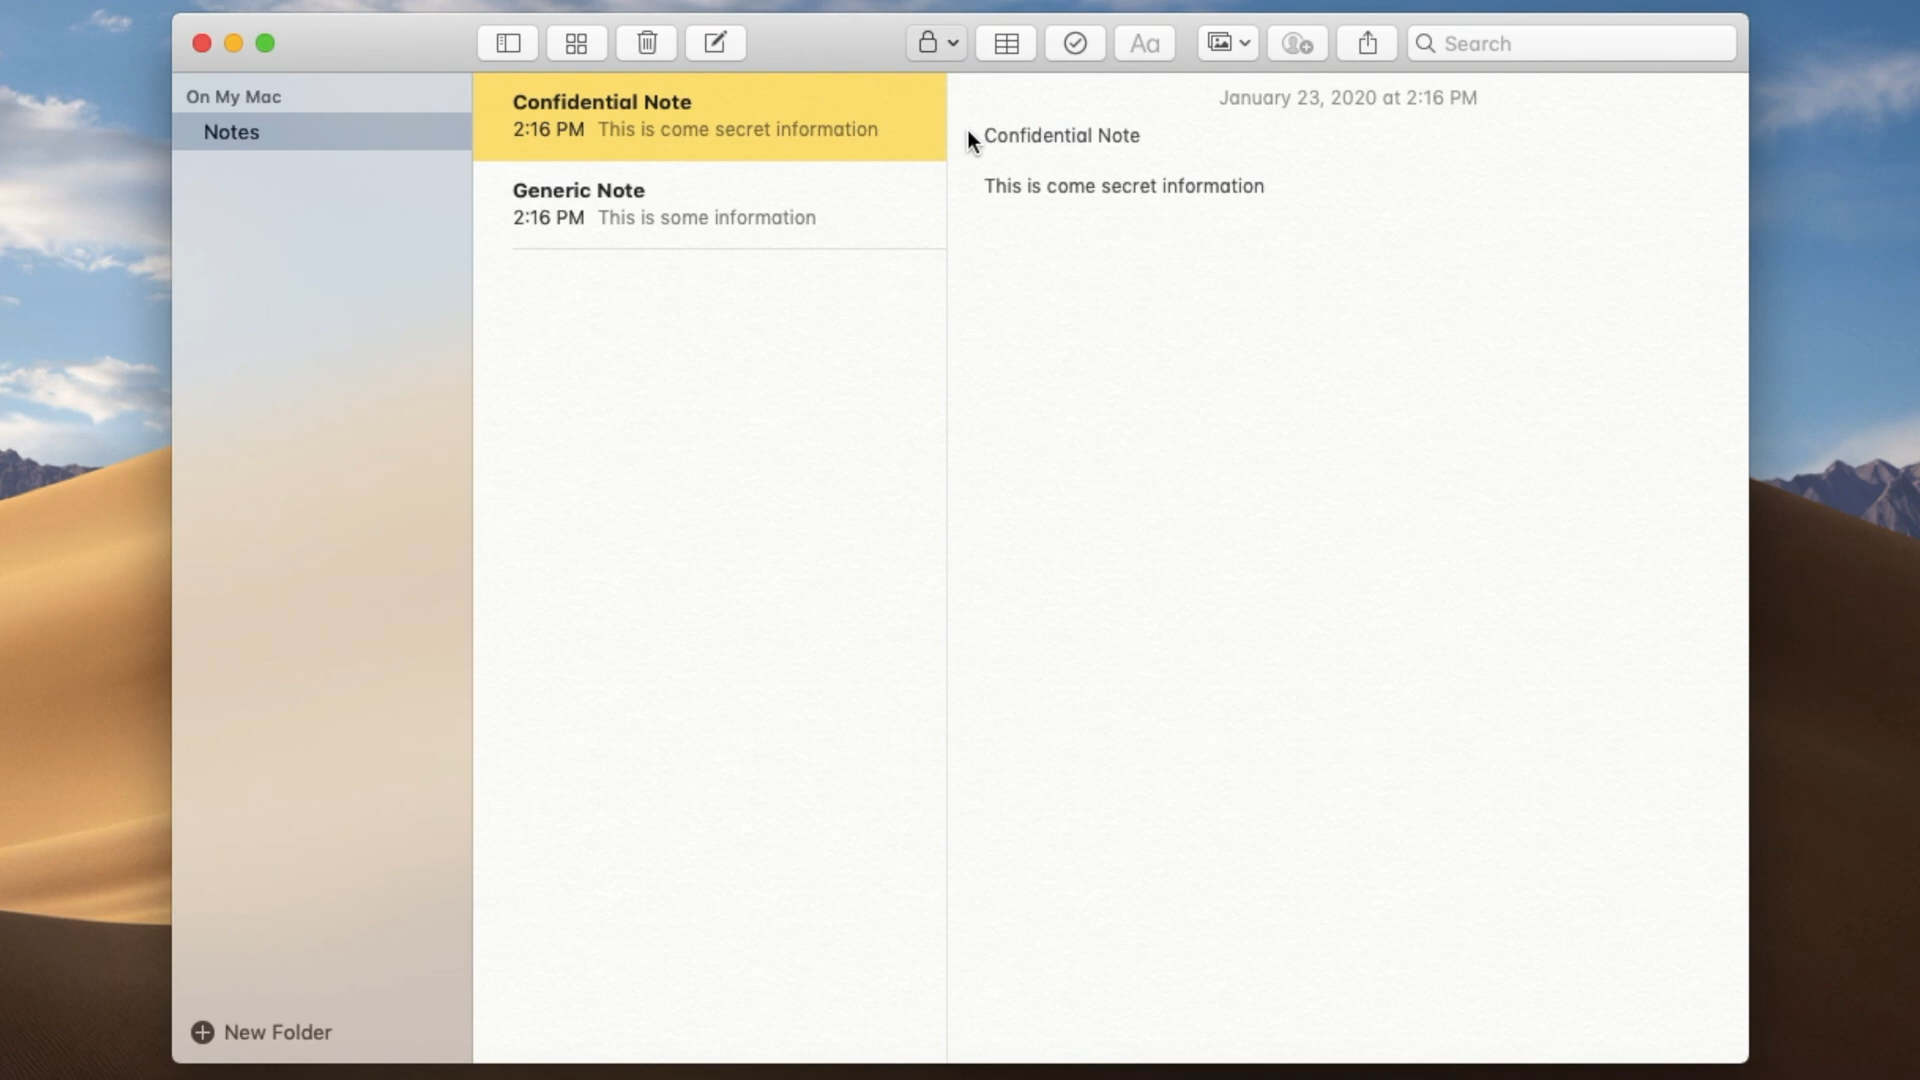 Aa
Search
On My Mac
Notes
New Folder
Confidential Note
2:16 PM This is come secret information
Generic Note
2:16 PM This is some information
January 23, 2020 at 2:16 PM
Confidential Note
This is come secret information